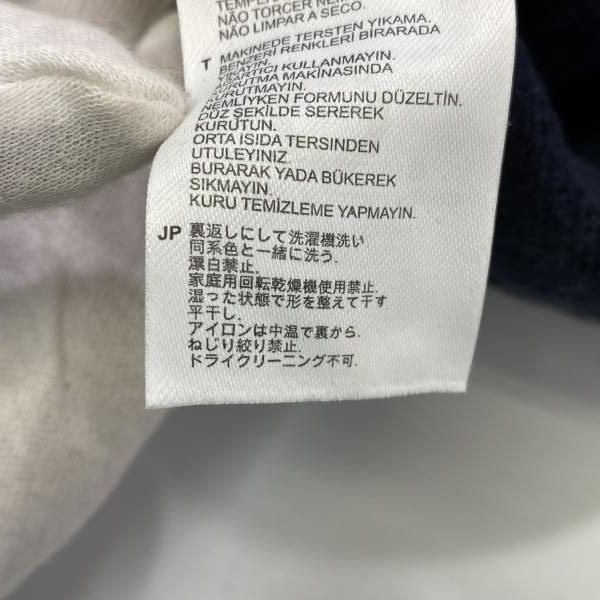 NÃO TORCER NEM
NÃO LIMPAR A SECO.
T MAKINEDE TERSTEN YIKAMA.
BENZERI RENKLERI BIRARADA
YIKAYIN.
YIKARTICI KULLANMAYIN.
KURUTMA MAKINASINDA
KURUTMAYIN.
NEMLIYKEN FORMUNU DÜZELTIN.
DÜZ ŞEKILDE SEREREK
KURUTUN.
ORTA ISIDA TERSINDEN
UTULEYINIZ.
BURARAK YADA BÜKEREK
SIKMAYIN.
KURU TEMIZLEME YAPMAYIN.
JP 裏返しにして洗濯機洗い
同系色と一緒に洗う.
漂白禁止.
家庭用回転乾燥機使用禁止.
湿った状態で形を整えて干す
平干し.
アイロンは中温で裏から.
ねじり絞り禁止.
ドライクリーニング不可.